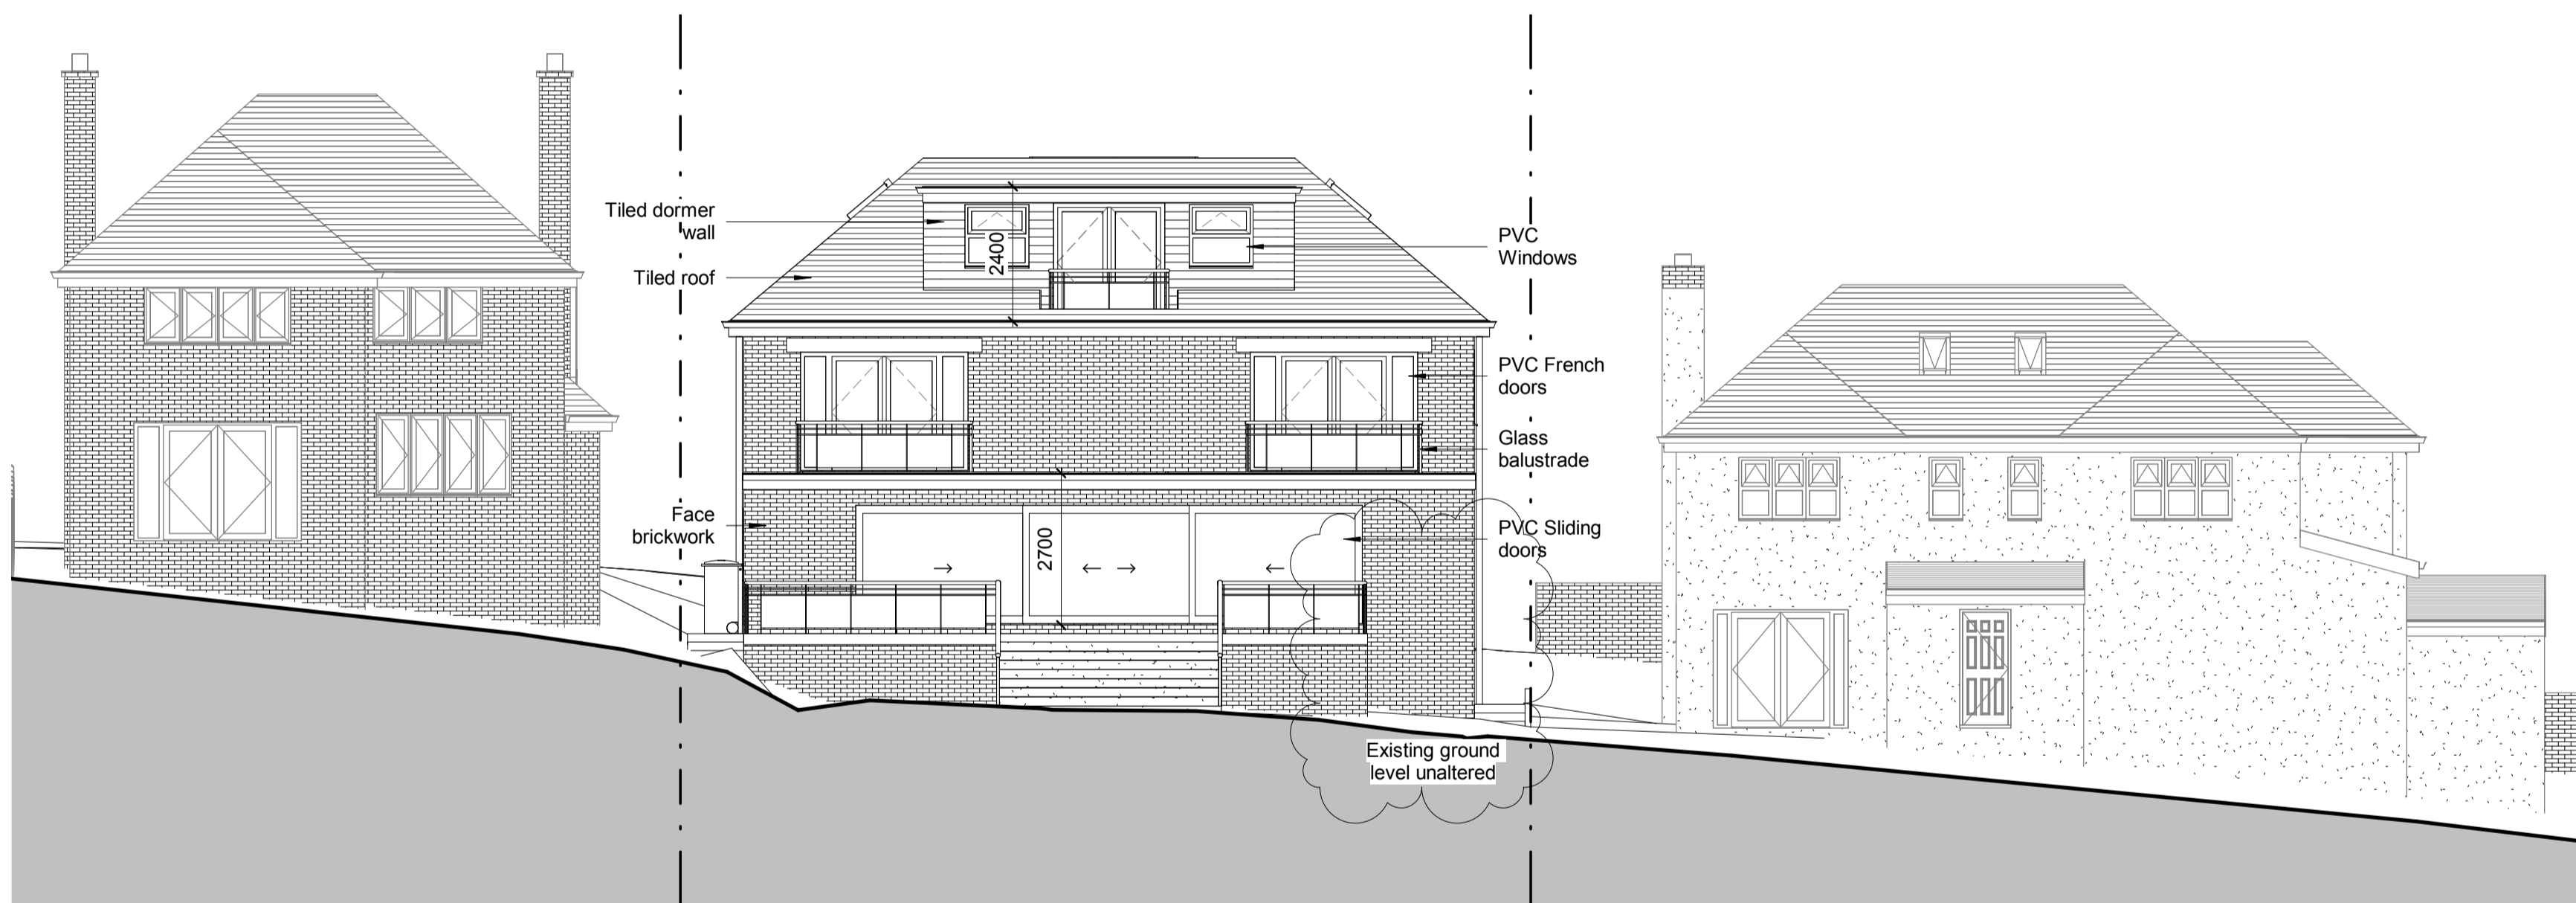 Tiled dormer
wall
Tiled roof
2400
PVC
Windows
PVC French
doors
Glass
balustrade
Face
brickwork
2700
PVC Sliding
doors
Existing ground
level unaltered